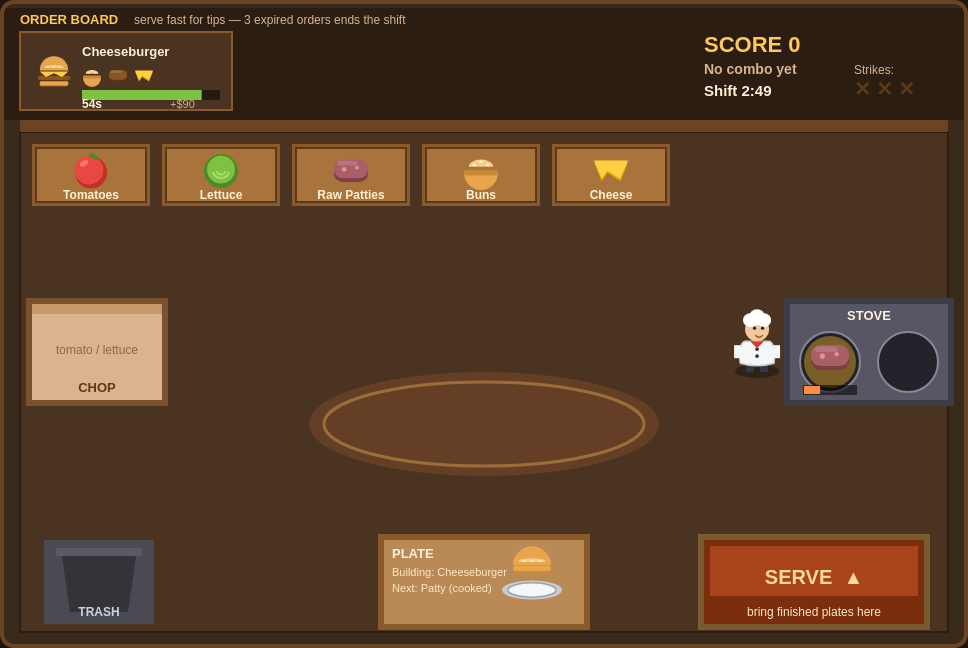 ORDER BOARD serve fast for tips — 3 expired orders ends the shift
Cheeseburger
54s +$90
SCORE 0
No combo yet
Shift 2:49
Strikes:
✕ ✕ ✕
Tomatoes
Lettuce
Raw Patties
Buns
Cheese
tomato / lettuce
CHOP
STOVE
TRASH
PLATE
Building: Cheeseburger
Next: Patty (cooked)
SERVE ▲
bring finished plates here